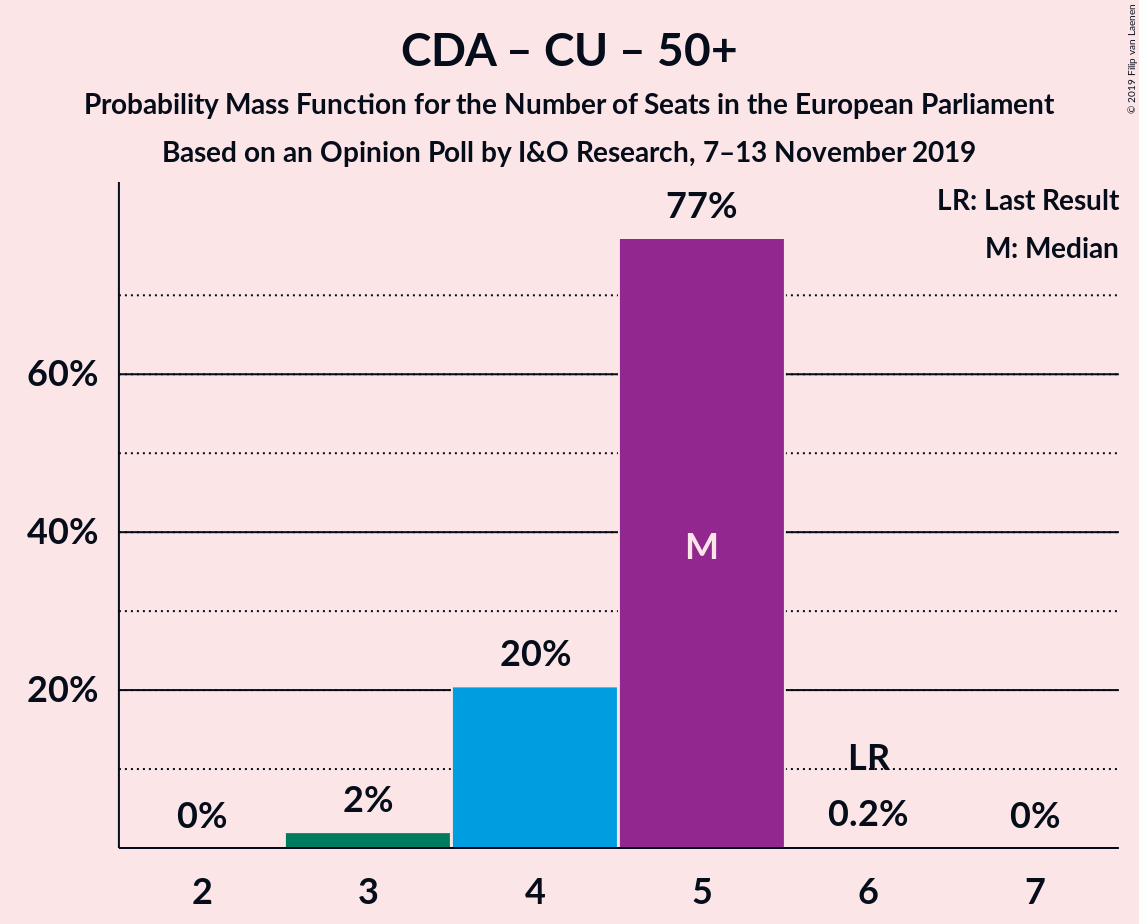 CDA – CU – 50+
Probability Mass Function for the Number of Seats in the European Parliament
Based on an Opinion Poll by I&O Research, 7–13 November 2019
© 2019 Filip van Laenen
LR: Last Result
M: Median
77%
60%
40%
20%
M
20%
LR
0%
2%
0.2%
0%
2
3
4
5
6
7